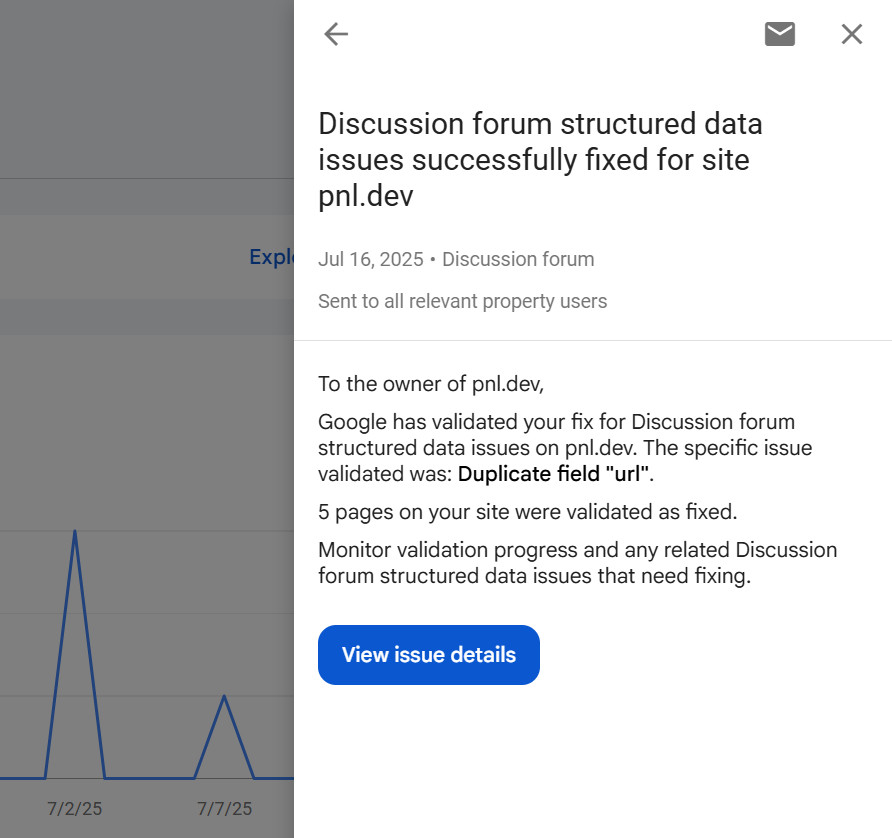 Discussion forum structured data
issues successfully fixed for site
pnl.dev
Jul 16, 2025 • Discussion forum
Sent to all relevant property users
To the owner of pnl.dev,
Google has validated your fix for Discussion forum
structured data issues on pnl.dev. The specific issue
validated was: Duplicate field "url".
5 pages on your site were validated as fixed.
Monitor validation progress and any related Discussion
forum structured data issues that need fixing.
View issue details
7/2/25
7/7/25